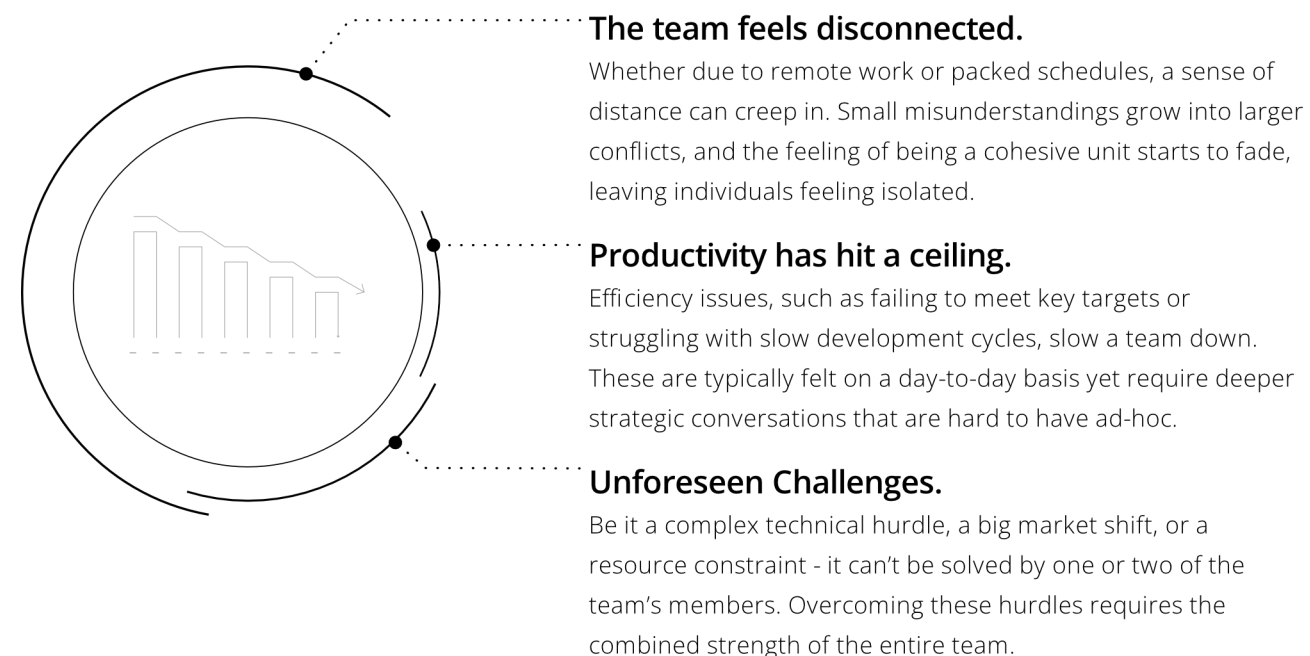 The team feels disconnected.
Whether due to remote work or packed schedules, a sense of
distance can creep in. Small misunderstandings grow into larger
conflicts, and the feeling of being a cohesive unit starts to fade,
leaving individuals feeling isolated.
Productivity has hit a ceiling.
Efficiency issues, such as failing to meet key targets or
struggling with slow development cycles, slow a team down.
These are typically felt on a day-to-day basis yet require deeper
strategic conversations that are hard to have ad-hoc.
Unforeseen Challenges.
Be it a complex technical hurdle, a big market shift, or a
resource constraint - it can’t be solved by one or two of the
team’s members. Overcoming these hurdles requires the
combined strength of the entire team.